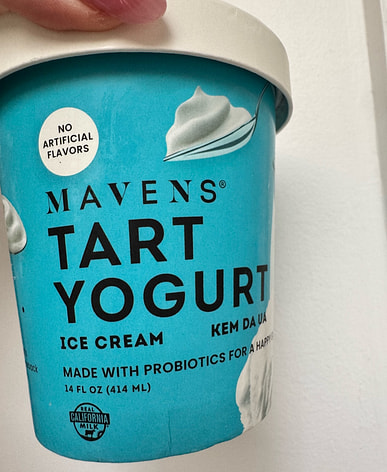 NO
ARTIFICIAL
FLAVORS
MAVENS®
TART
YOGURT
ICE CREAM
KEM DA UA
MADE WITH PROBIOTICS FOR A HAPPY
14 FL OZ (414 ML)
REAL
CALIFORNIA
MILK